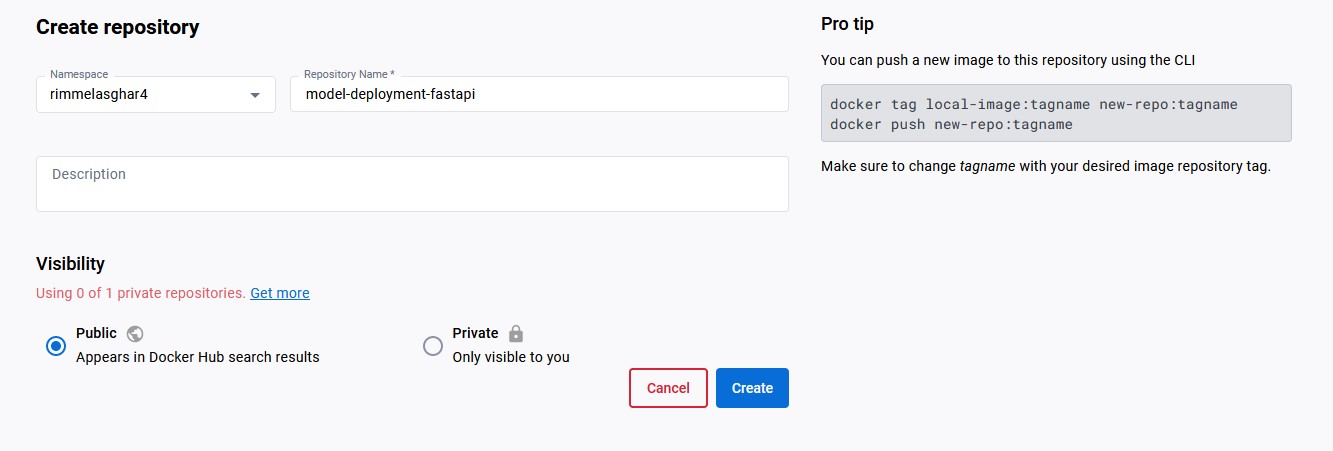 Create repository
Namespace
rimmelasghar4
Repository Name *
model-deployment-fastapi
Description
Visibility
Using 0 of 1 private repositories. Get more
Public
Appears in Docker Hub search results
Private
Only visible to you
Cancel
Create
Pro tip
You can push a new image to this repository using the CLI
docker tag local-image:tagname new-repo:tagname
docker push new-repo:tagname
Make sure to change tagname with your desired image repository tag.